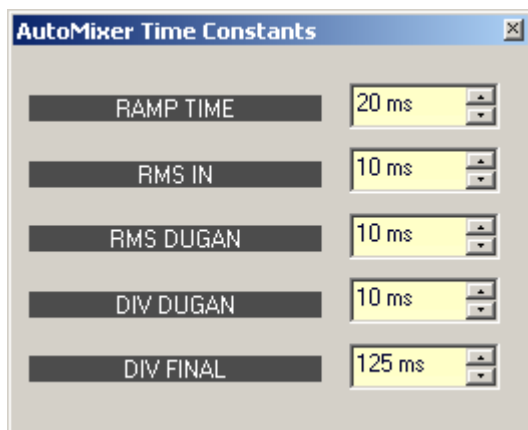 AutoMixer Time Constants
RAMP TIME 20 ms
RMS IN 10 ms
RMS DUGAN 10 ms
DIV DUGAN 10 ms
DIV FINAL 125 ms